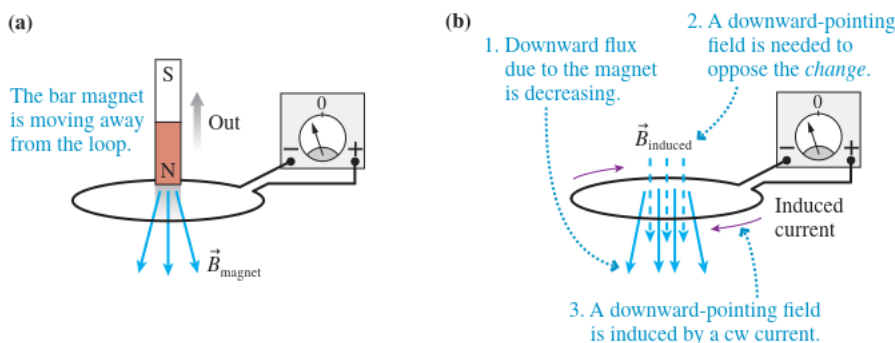 (a)
S
N
The bar magnet
is moving away
from the loop.
Out
0
− +
B⃗magnet
(b)
1. Downward flux
due to the magnet
is decreasing.
2. A downward-pointing
field is needed to
oppose the change.
B⃗induced
0
− +
Induced
current
3. A downward-pointing field
is induced by a cw current.